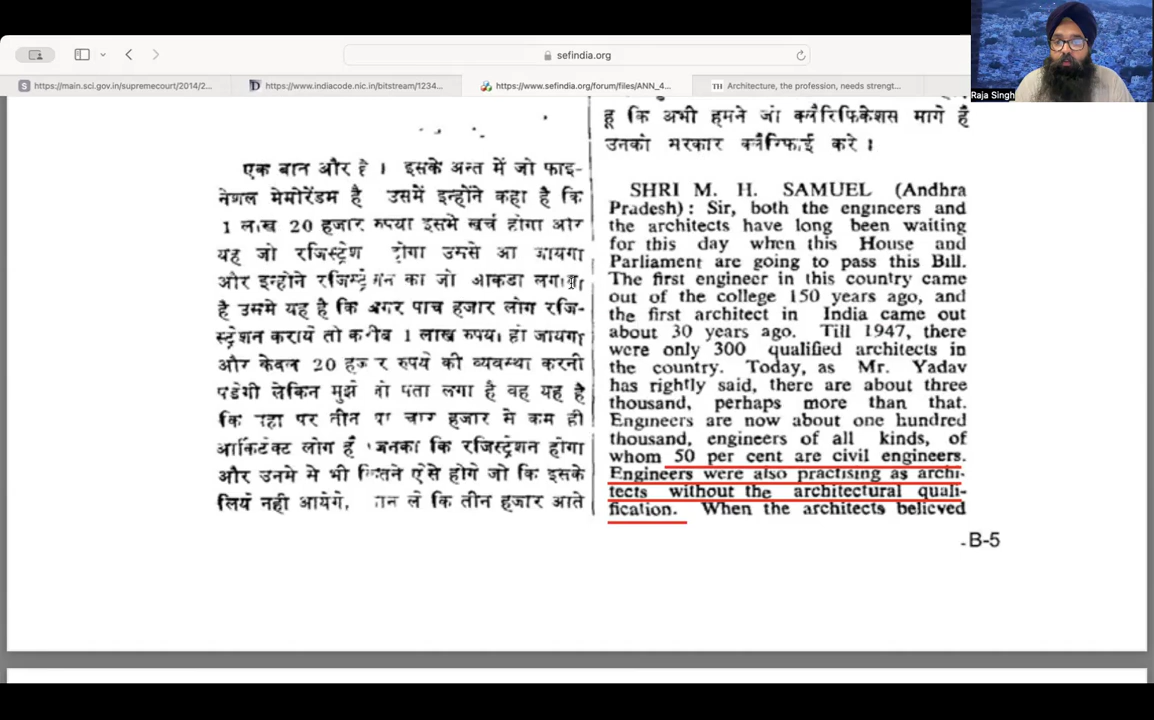 sefindia.org
https://main.sci.gov.in/supremecourt/2014/2...
https://www.indiacode.nic.in/bitstream/1234...
https://www.sefindia.org/forum/files/ANN_4...
TH Architecture, the profession, needs strengt...
Raja Singh
एक बात और है । इसके अन्त में जो फाइ-
नेशल मेमोरेंडम है उसमें इन्होंने कहा है कि
1 लाख 20 हजार रुपया इसमे खर्च होगा और
यह जो रजिस्ट्रेशन होगा उससे आ जायगा
और इन्होने रजिस्ट्रेशन का जो आकडा लगाया
है उसमे यह है कि अगर पाच हजार लोग रजि-
स्ट्रेशन कराये तो करीब 1 लाख रुपया हो जायगा
और केवल 20 हजार रुपये की व्यवस्था करनी
पडेगी लेकिन मुझे जो पता लगा है वह यह है
कि यहा पर तीन या चार हजार से कम ही
आर्किटेक्ट लोग हैं जिनका कि रजिस्ट्रेशन होगा
और उनमे से भी कितने ऐसे होगे जो कि इसके
लिये नही आयेगे, मान ले कि तीन हजार आते
हू कि अभी हमने जो क्लैरिफिकेशस मागे है
उनको सरकार क्लैरिफाई करे ।
SHRI M. H. SAMUEL (Andhra
Pradesh) : Sir, both the engineers and
the architects have long been waiting
for this day when this House and
Parliament are going to pass this Bill.
The first engineer in this country came
out of the college 150 years ago, and
the first architect in India came out
about 30 years ago. Till 1947, there
were only 300 qualified architects in
the country. Today, as Mr. Yadav
has rightly said, there are about three
thousand, perhaps more than that.
Engineers are now about one hundred
thousand, engineers of all kinds, of
whom 50 per cent are civil engineers.
Engineers were also practising as archi-
tects without the architectural quali-
fication. When the architects believed
-B-5